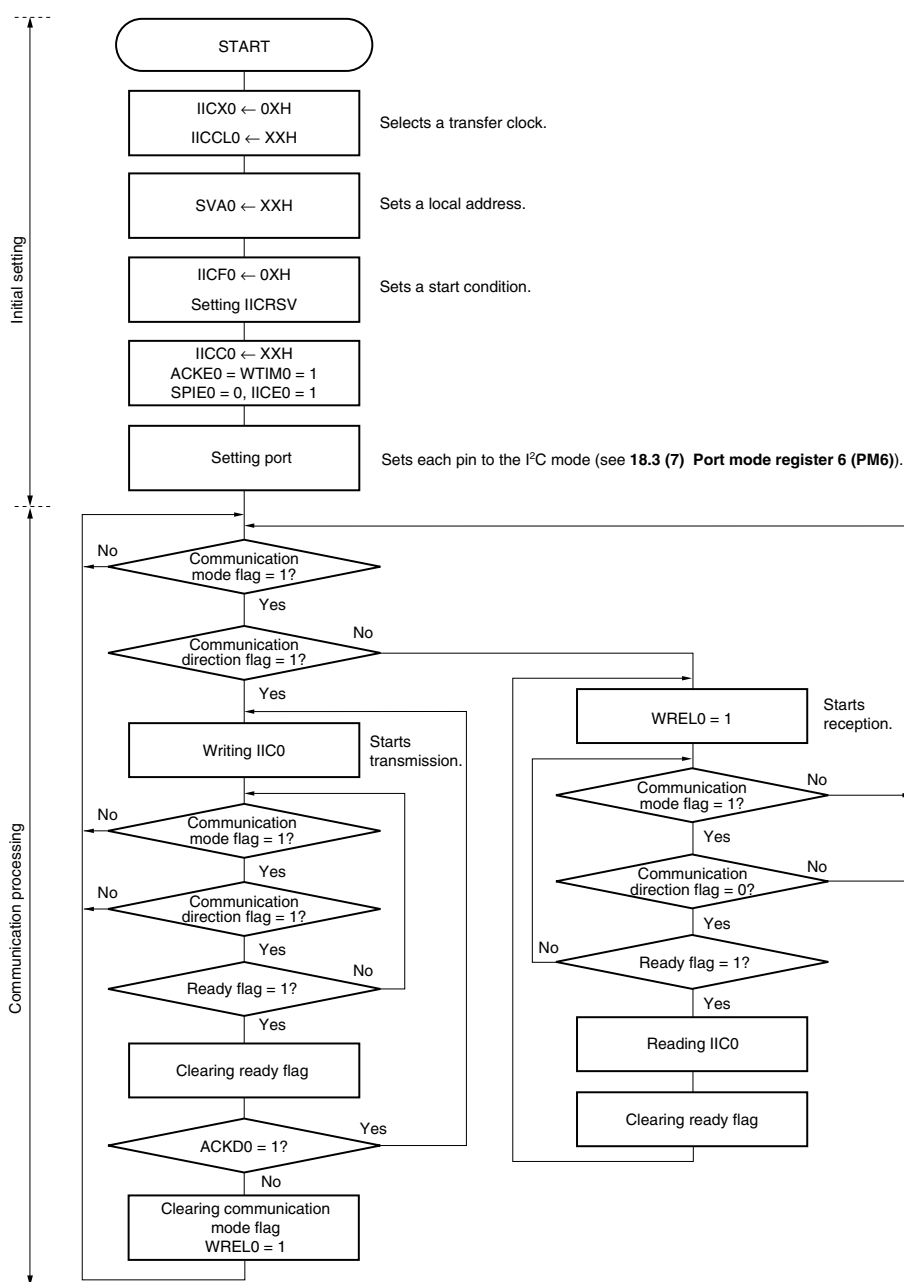 START
IICX0 ← 0XH
IICCL0 ← XXH
Selects a transfer clock.
SVA0 ← XXH
Sets a local address.
Initial setting
IICF0 ← 0XH
Setting IICRSV
Sets a start condition.
IICC0 ← XXH
ACKE0 = WTIM0 = 1
SPIE0 = 0, IICE0 = 1
Setting port
Sets each pin to the I²C mode (see 18.3 (7) Port mode register 6 (PM6)).
Communication processing
No
Communication
mode flag = 1?
Yes
Communication
direction flag = 1?
No
Yes
Writing IIC0
Starts
transmission.
No
Communication
mode flag = 1?
Yes
No
Communication
direction flag = 1?
Yes
Ready flag = 1?
No
Yes
Clearing ready flag
ACKD0 = 1?
Yes
No
Clearing communication
mode flag
WREL0 = 1
WREL0 = 1
Starts
reception.
Communication
mode flag = 1?
No
Yes
Communication
direction flag = 0?
No
Yes
No
Ready flag = 1?
Yes
Reading IIC0
Clearing ready flag